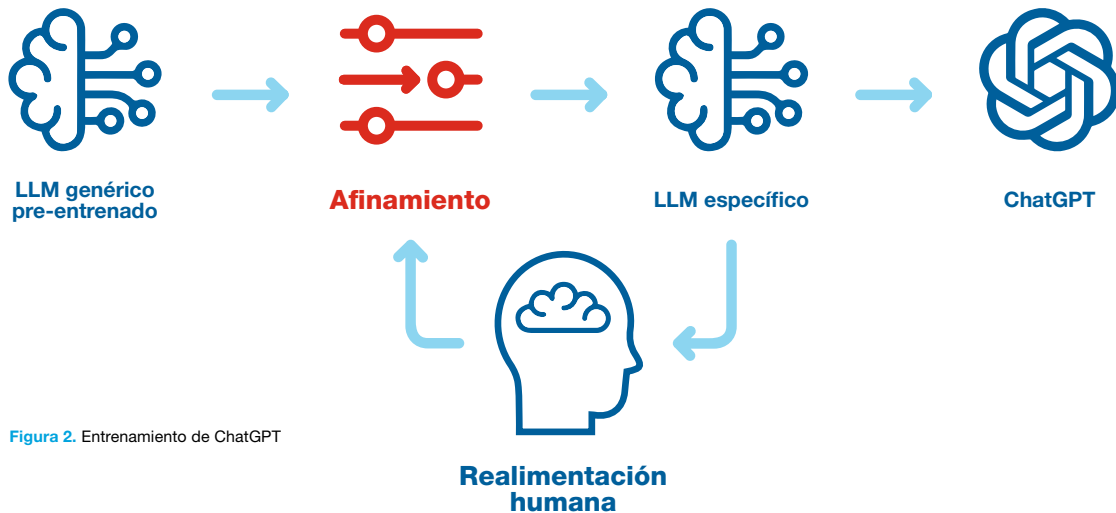 LLM genérico
pre-entrenado
Afinamiento
LLM específico
ChatGPT
Figura 2. Entrenamiento de ChatGPT
Realimentación
humana